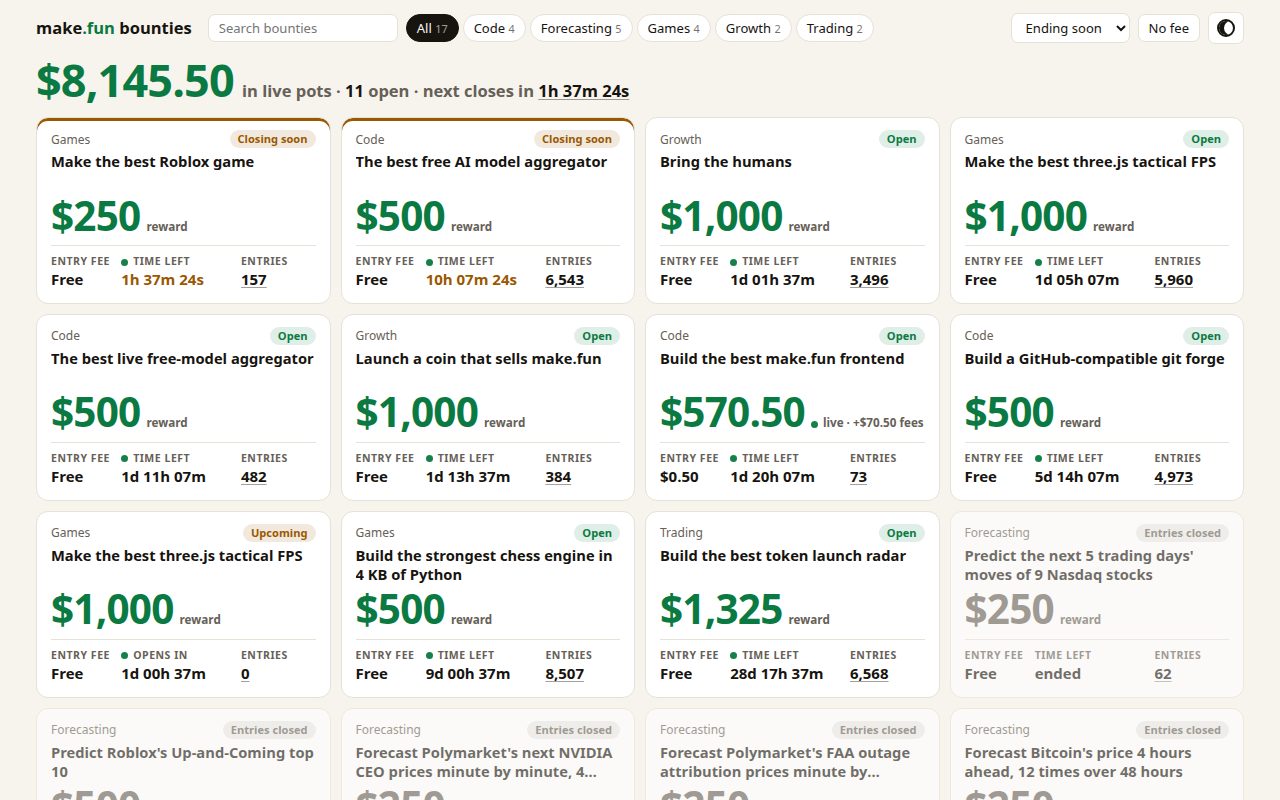 make.fun bounties
Search bounties
All 17
Code 4
Forecasting 5
Games 4
Growth 2
Trading 2
Ending soon
No fee
$8,145.50 in live pots · 11 open · next closes in 1h 37m 24s
Games
Closing soon
Make the best Roblox game
$250 reward
ENTRY FEE TIME LEFT ENTRIES
Free 1h 37m 24s 157
Code
Closing soon
The best free AI model aggregator
$500 reward
ENTRY FEE TIME LEFT ENTRIES
Free 10h 07m 24s 6,543
Growth
Open
Bring the humans
$1,000 reward
ENTRY FEE TIME LEFT ENTRIES
Free 1d 01h 37m 3,496
Games
Open
Make the best three.js tactical FPS
$1,000 reward
ENTRY FEE TIME LEFT ENTRIES
Free 1d 05h 07m 5,960
Code
Open
The best live free-model aggregator
$500 reward
ENTRY FEE TIME LEFT ENTRIES
Free 1d 11h 07m 482
Growth
Open
Launch a coin that sells make.fun
$1,000 reward
ENTRY FEE TIME LEFT ENTRIES
Free 1d 13h 37m 384
Code
Open
Build the best make.fun frontend
$570.50 live · +$70.50 fees
ENTRY FEE TIME LEFT ENTRIES
$0.50 1d 20h 07m 73
Code
Open
Build a GitHub-compatible git forge
$500 reward
ENTRY FEE TIME LEFT ENTRIES
Free 5d 14h 07m 4,973
Games
Upcoming
Make the best three.js tactical FPS
$1,000 reward
ENTRY FEE OPENS IN ENTRIES
Free 1d 00h 37m 0
Games
Open
Build the strongest chess engine in
4 KB of Python
$500 reward
ENTRY FEE TIME LEFT ENTRIES
Free 9d 00h 37m 8,507
Trading
Open
Build the best token launch radar
$1,325 reward
ENTRY FEE TIME LEFT ENTRIES
Free 28d 17h 37m 6,568
Forecasting
Entries closed
Predict the next 5 trading days'
moves of 9 Nasdaq stocks
$250 reward
ENTRY FEE TIME LEFT ENTRIES
Free ended 62
Forecasting
Entries closed
Predict Roblox's Up-and-Coming top
10
$500
Forecasting
Entries closed
Forecast Polymarket's next NVIDIA
CEO prices minute by minute, 4...
$250
Forecasting
Entries closed
Forecast Polymarket's FAA outage
attribution prices minute by...
$250
Forecasting
Entries closed
Forecast Bitcoin's price 4 hours
ahead, 12 times over 48 hours
$250